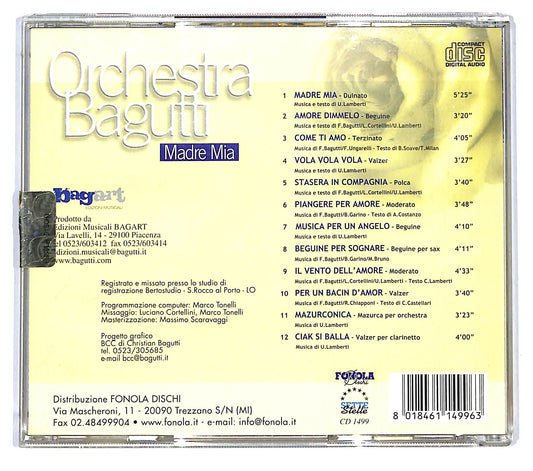 Orchestra
Bagutti
Madre Mia
COMPACT
disc
DIGITAL AUDIO
1 MADRE MIA - Duinato 5'25"
Musica e testo di U.Lamberti
2 AMORE DIMMELO - Beguine 3'20"
Musica e testo di F.Bagutti/L.Cortellini/U.Lamberti
3 COME TI AMO - Terzinato 4'05"
Musica di F.Bagutti/F.Ungarelli - Testo di B.Soave/T.Milan
4 VOLA VOLA VOLA - Valzer 3'27"
Musica e testo di U.Lamberti
5 STASERA IN COMPAGNIA - Polca 3'40"
Musica e testo di F.Bagutti/L.Cortellini/U.Lamberti
6 PIANGERE PER AMORE - Moderato 3'48"
Musica di F.Bagutti/B.Garino - Testo di A.Costanzo
7 MUSICA PER UN ANGELO - Beguine 4'10"
Musica e testo di U.Lamberti
8 BEGUINE PER SOGNARE - Beguine per sax 4'11"
Musica di F.Bagutti/B.Garino/M.Bruno
9 IL VENTO DELL'AMORE - Moderato 4'33"
Musica di F.Bagutti/L.Cortellini/U.Lamberti - Testo C.Lamberti
10 PER UN BACIN D'AMOR - Valzer 3'40"
Musica di F.Bagutti/R.Chiapponi - Testo di C.Castellari
11 MAZURCONICA - Mazurca per orchestra 3'23"
Musica di U.Lamberti
12 CIAK SI BALLA - Valzer per clarinetto 4'00"
Musica di U.Lamberti
bagart
EDIZIONI MUSICALI
Prodotto da
Edizioni Musicali BAGART
Via Lavelli, 14 - 29100 Piacenza
tel 0523/603412 fax 0523/603414
edizioni.musicali@bagutti.it
www.bagutti.com
Registrato e missato presso lo studio di
registrazione Bertostudio - S.Rocco al Porto - LO
Programmazione computer: Marco Tonelli
Missaggio: Luciano Cortellini, Marco Tonelli
Masterizzazione: Massimo Scaravaggi
Progetto grafico
BCC di Christian Bagutti
tel. 0523/305685
e-mail bcc@bagutti.it
Distribuzione FONOLA DISCHI
Via Mascheroni, 11 - 20090 Trezzano S/N (MI)
Fax 02.48499904 • www.fonola.it - e-mail: info@fonola.it
FONOLA
Dischi
SETTE
Stelle
CD 1499
8 018461 149963